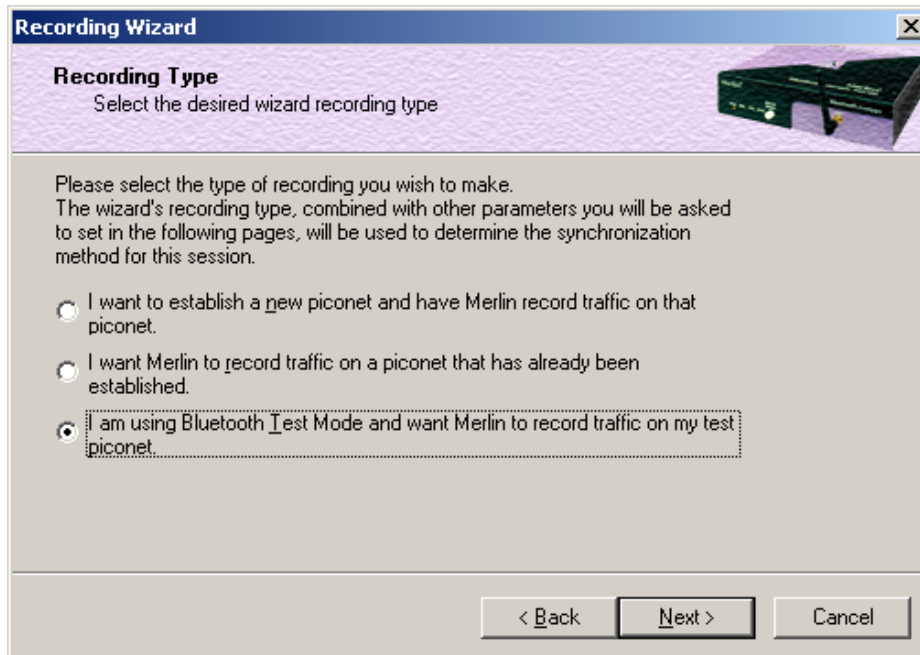 Recording Wizard
Recording Type
Select the desired wizard recording type
Please select the type of recording you wish to make.
The wizard's recording type, combined with other parameters you will be asked
to set in the following pages, will be used to determine the synchronization
method for this session.
I want to establish a new piconet and have Merlin record traffic on that
piconet.
I want Merlin to record traffic on a piconet that has already been
established.
I am using Bluetooth Test Mode and want Merlin to record traffic on my test
piconet.
< Back
Next >
Cancel